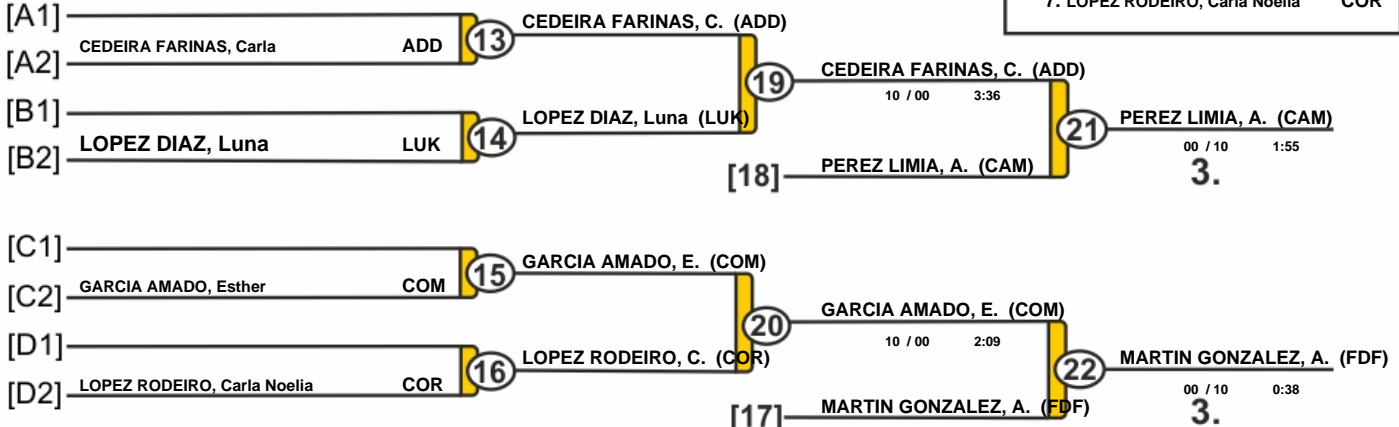 7. LOPEZ RODEIRO, Carla Noelia COR
[A1]
CEDEIRA FARINAS, Carla ADD
[A2]
13
CEDEIRA FARINAS, C. (ADD)
[B1]
LOPEZ DIAZ, Luna LUK
[B2]
14
LOPEZ DIAZ, Luna (LUK)
19
CEDEIRA FARINAS, C. (ADD)
10 / 00 3:36
[18]
PEREZ LIMIA, A. (CAM)
21
PEREZ LIMIA, A. (CAM)
00 / 10 1:55
3.
[C1]
GARCIA AMADO, Esther COM
[C2]
15
GARCIA AMADO, E. (COM)
[D1]
LOPEZ RODEIRO, Carla Noelia COR
[D2]
16
LOPEZ RODEIRO, C. (COR)
20
GARCIA AMADO, E. (COM)
10 / 00 2:09
[17]
MARTIN GONZALEZ, A. (FDF)
22
MARTIN GONZALEZ, A. (FDF)
00 / 10 0:38
3.